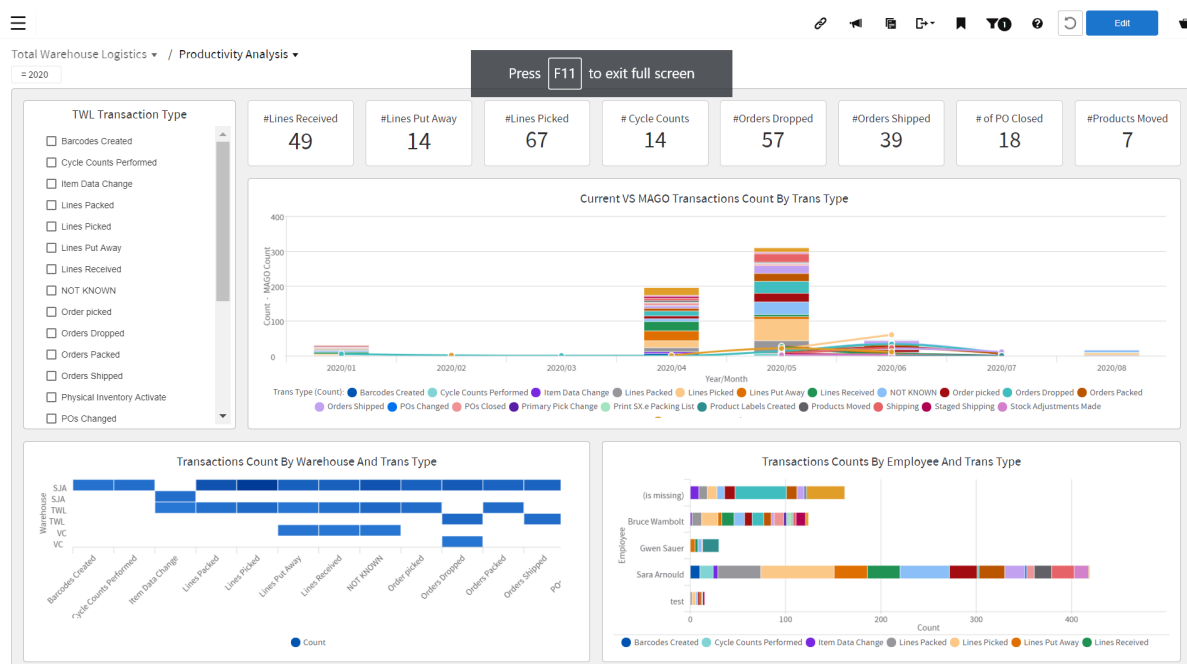 1
Edit
Total Warehouse Logistics / Productivity Analysis
= 2020
Press F11 to exit full screen
TWL Transaction Type
Barcodes Created
Cycle Counts Performed
Item Data Change
Lines Packed
Lines Picked
Lines Put Away
Lines Received
NOT KNOWN
Order picked
Orders Dropped
Orders Packed
Orders Shipped
Physical Inventory Activate
POs Changed
#Lines Received
49
#Lines Put Away
14
#Lines Picked
67
# Cycle Counts
14
#Orders Dropped
57
#Orders Shipped
39
# of PO Closed
18
#Products Moved
7
Current VS MAGO Transactions Count By Trans Type
Count - MAGO Count
400
300
200
100
0
2020/01 2020/02 2020/03 2020/04 2020/05 2020/06 2020/07 2020/08
Year/Month
Trans Type (Count): Barcodes Created Cycle Counts Performed Item Data Change Lines Packed Lines Picked Lines Put Away Lines Received NOT KNOWN Order picked Orders Dropped Orders Packed
Orders Shipped POs Changed POs Closed Primary Pick Change Print SX.e Packing List Product Labels Created Products Moved Shipping Staged Shipping Stock Adjustments Made
Transactions Count By Warehouse And Trans Type
Warehouse
SJA
SJA
TWL
TWL
VC
VC
Barcodes Created Cycle Counts Performed Item Data Change Lines Packed Lines Picked Lines Put Away Lines Received NOT KNOWN Order picked Orders Dropped Orders Packed Orders Shipped
Count
Transactions Counts By Employee And Trans Type
Employee
(is missing)
Bruce Wambolt
Gwen Sauer
Sara Arnould
test
0 100 200 300 400
Count
Barcodes Created Cycle Counts Performed Item Data Change Lines Packed Lines Picked Lines Put Away Lines Received